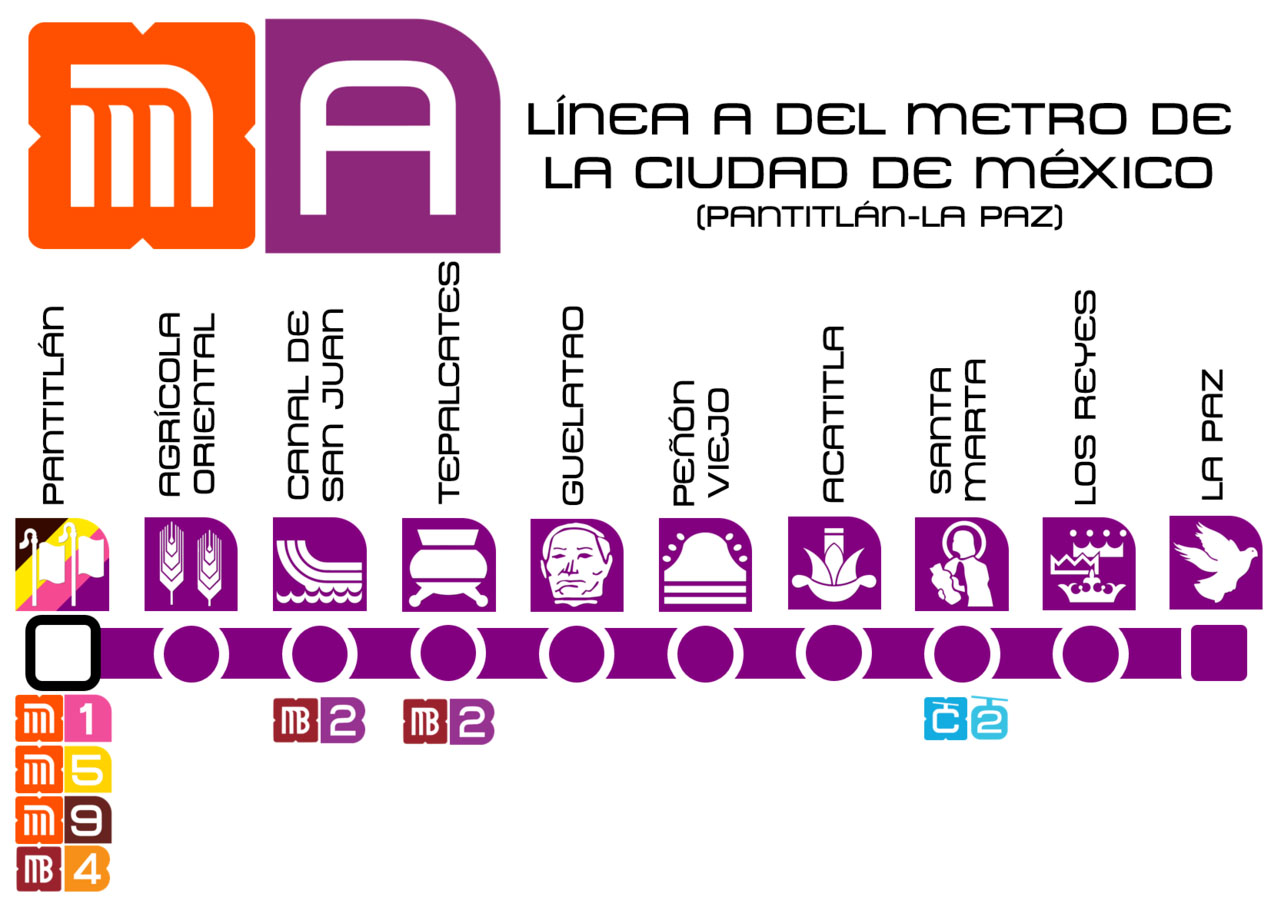 M A
LÍNEA A DEL METRO DE
LA CIUDAD DE MÉXICO
(PANTITLÁN-LA PAZ)
PANTITLÁN
AGRÍCOLA
ORIENTAL
CANAL DE
SAN JUAN
TEPALCATES
GUELATAO
PEÑÓN
VIEJO
ACATITLA
SANTA
MARTA
LOS REYES
LA PAZ
M 1
M 5
M 9
MB 4
MB 2
MB 2
C 2